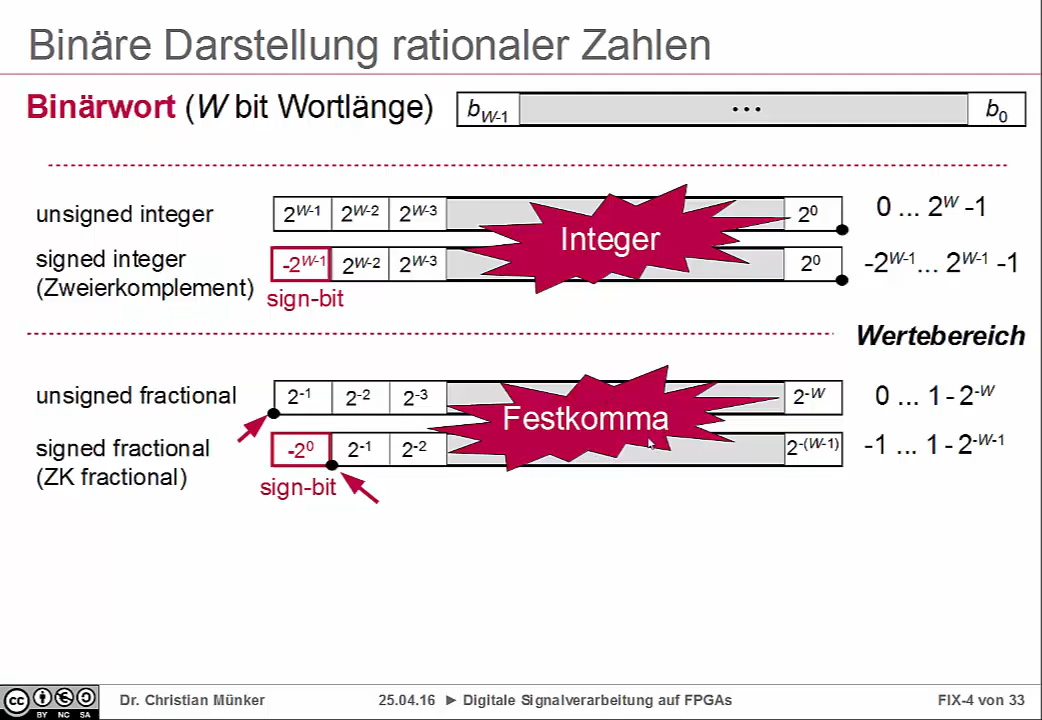 Binäre Darstellung rationaler Zahlen
Binärwort (W bit Wortlänge) b_W-1 ... b_0
unsigned integer 2^W-1 2^W-2 2^W-3 2^0 0 ... 2^W -1
Integer
signed integer -2^W-1 2^W-2 2^W-3 2^0 -2^W-1... 2^W-1 -1
(Zweierkomplement) sign-bit
Wertebereich
unsigned fractional 2^-1 2^-2 2^-3 2^-W 0 ... 1 - 2^-W
Festkomma
signed fractional -2^0 2^-1 2^-2 2^-(W-1) -1 ... 1 - 2^-W-1
(ZK fractional) sign-bit
cc BY NC SA Dr. Christian Münker 25.04.16 ► Digitale Signalverarbeitung auf FPGAs FIX-4 von 33